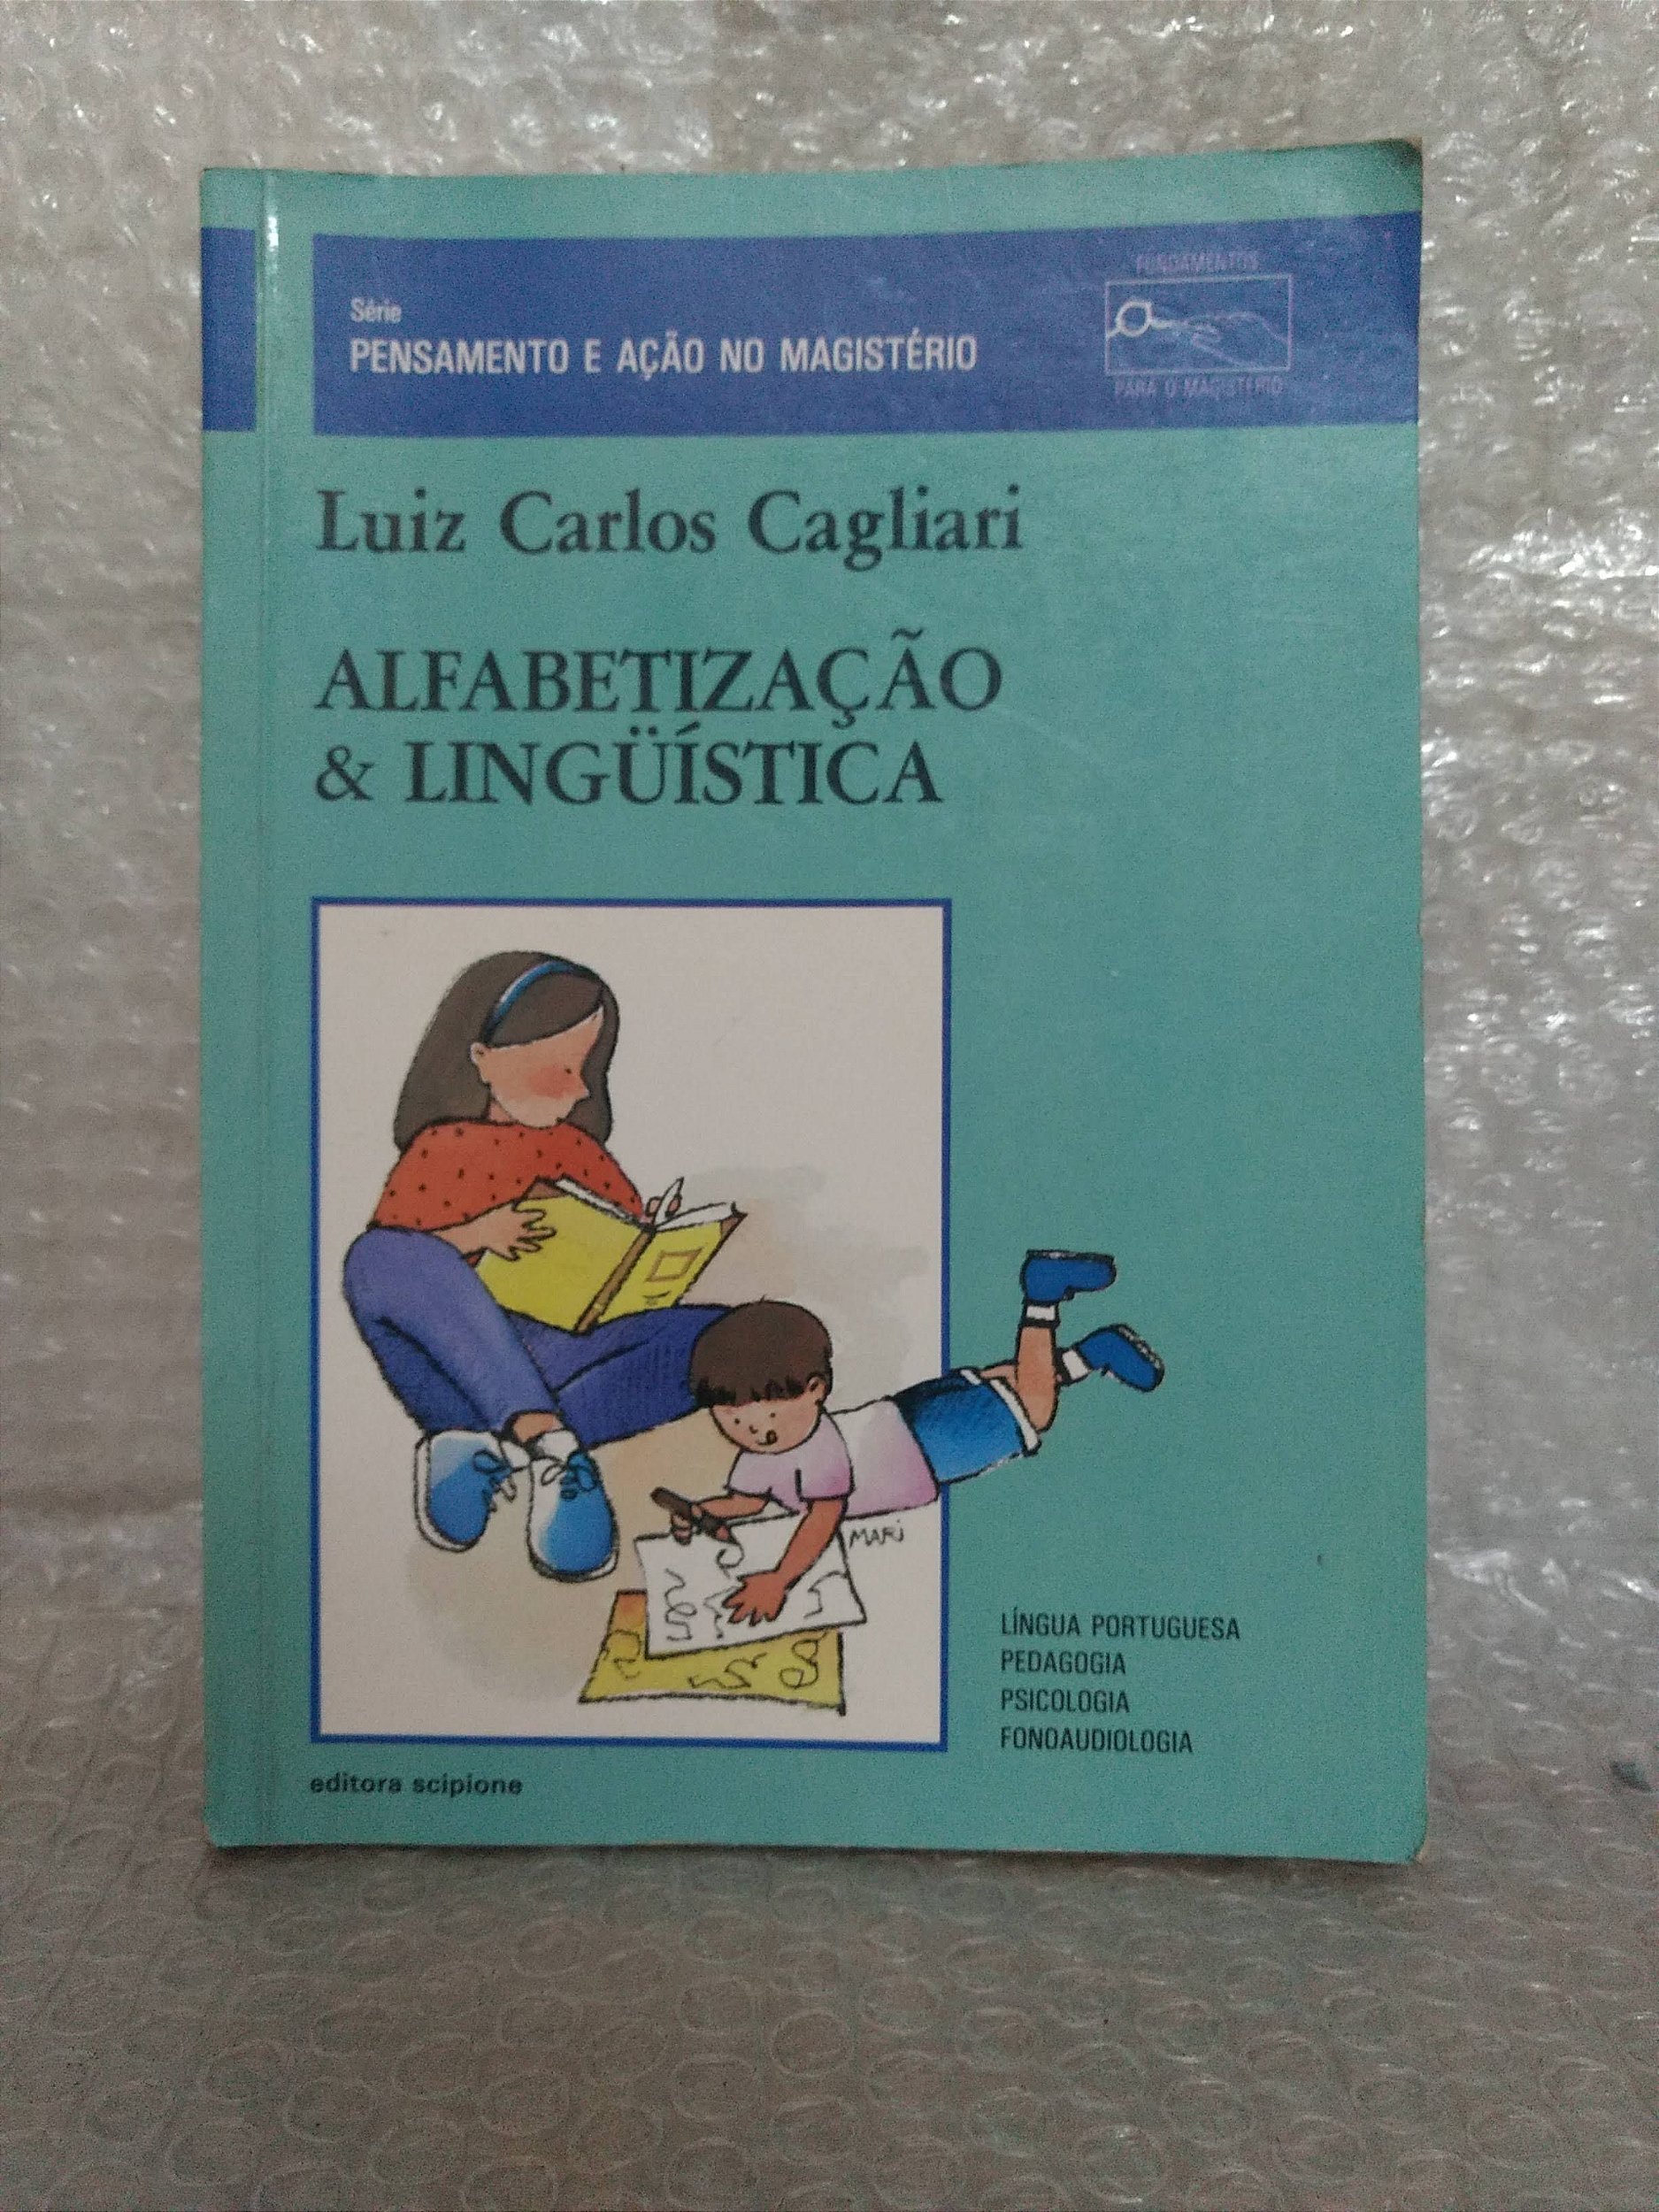 Série
PENSAMENTO E AÇÃO NO MAGISTÉRIO
FUNDAMENTOS
PARA O MAGISTÉRIO
Luiz Carlos Cagliari
ALFABETIZAÇÃO
& LINGÜÍSTICA
MARI
LÍNGUA PORTUGUESA
PEDAGOGIA
PSICOLOGIA
FONOAUDIOLOGIA
editora scipione